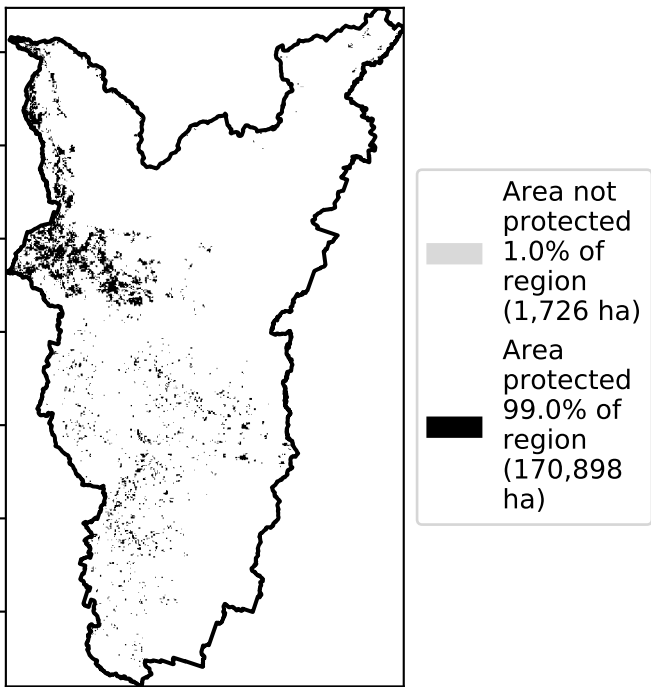 Area not
protected
1.0% of
region
(1,726 ha)
Area
protected
99.0% of
region
(170,898
ha)